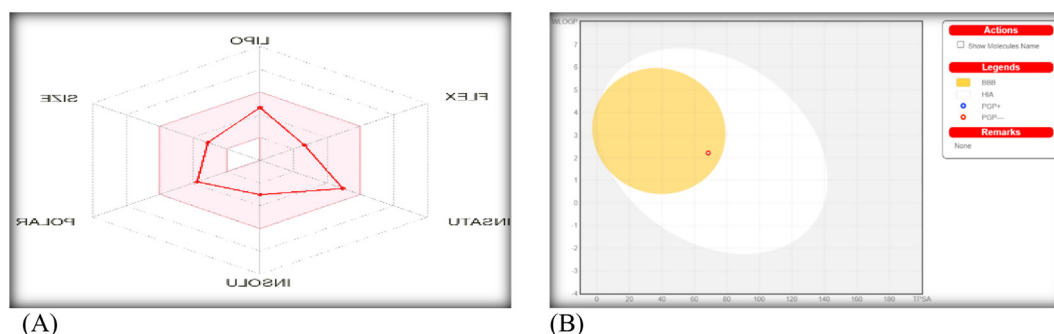 LIPO
SIZE
FLEX
POLAR
INSATU
INSOLU
(A)
WLOGP
7
6
5
4
3
2
1
0
-1
-2
-3
-4
0 20 40 60 80 100 120 140 160 180 TPSA
Actions
Show Molecules Name
Legends
BBB
HIA
PGP+
PGP-
Remarks
None
(B)